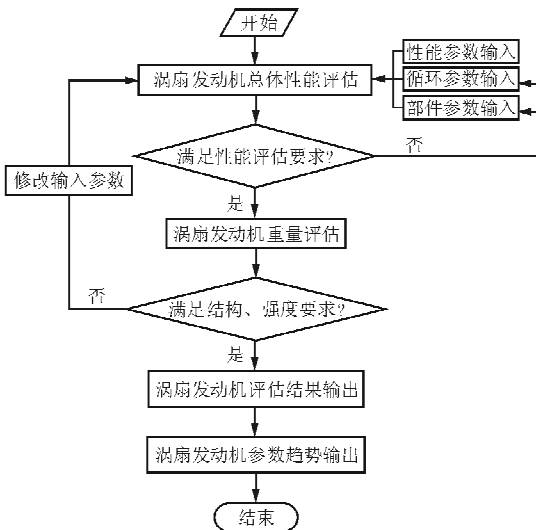 开始
性能参数输入
涡扇发动机总体性能评估
循环参数输入
部件参数输入
满足性能评估要求?
否
修改输入参数
是
涡扇发动机重量评估
否
满足结构、强度要求?
是
涡扇发动机评估结果输出
涡扇发动机参数趋势输出
结束